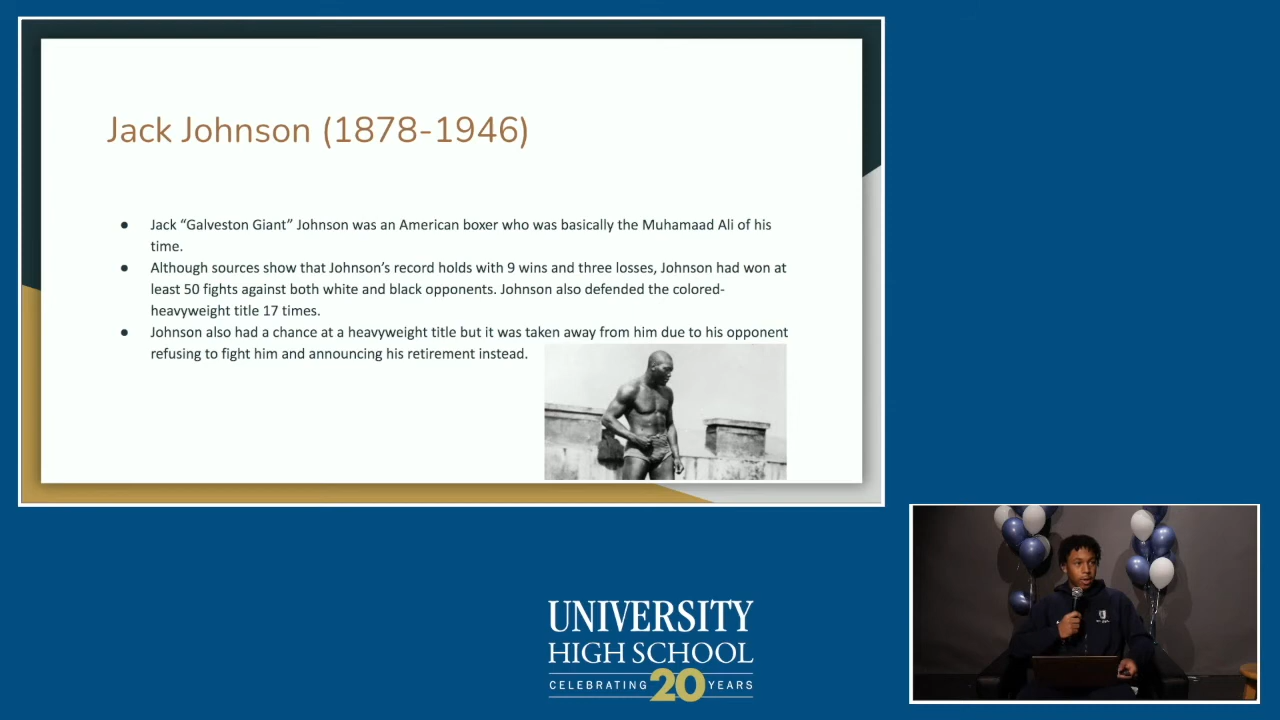 Jack Johnson (1878-1946)
● Jack “Galveston Giant” Johnson was an American boxer who was basically the Muhamaad Ali of his
time.
● Although sources show that Johnson’s record holds with 9 wins and three losses, Johnson had won at
least 50 fights against both white and black opponents. Johnson also defended the colored-
heavyweight title 17 times.
● Johnson also had a chance at a heavyweight title but it was taken away from him due to his opponent
refusing to fight him and announcing his retirement instead.
UNIVERSITY
HIGH SCHOOL
CELEBRATING 20 YEARS